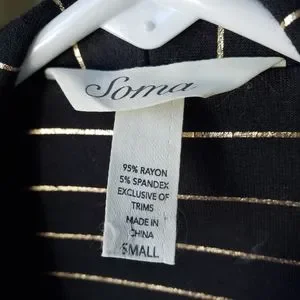 Soma
95% RAYON
5% SPANDEX
EXCLUSIVE OF
TRIMS
MADE IN
CHINA
SMALL